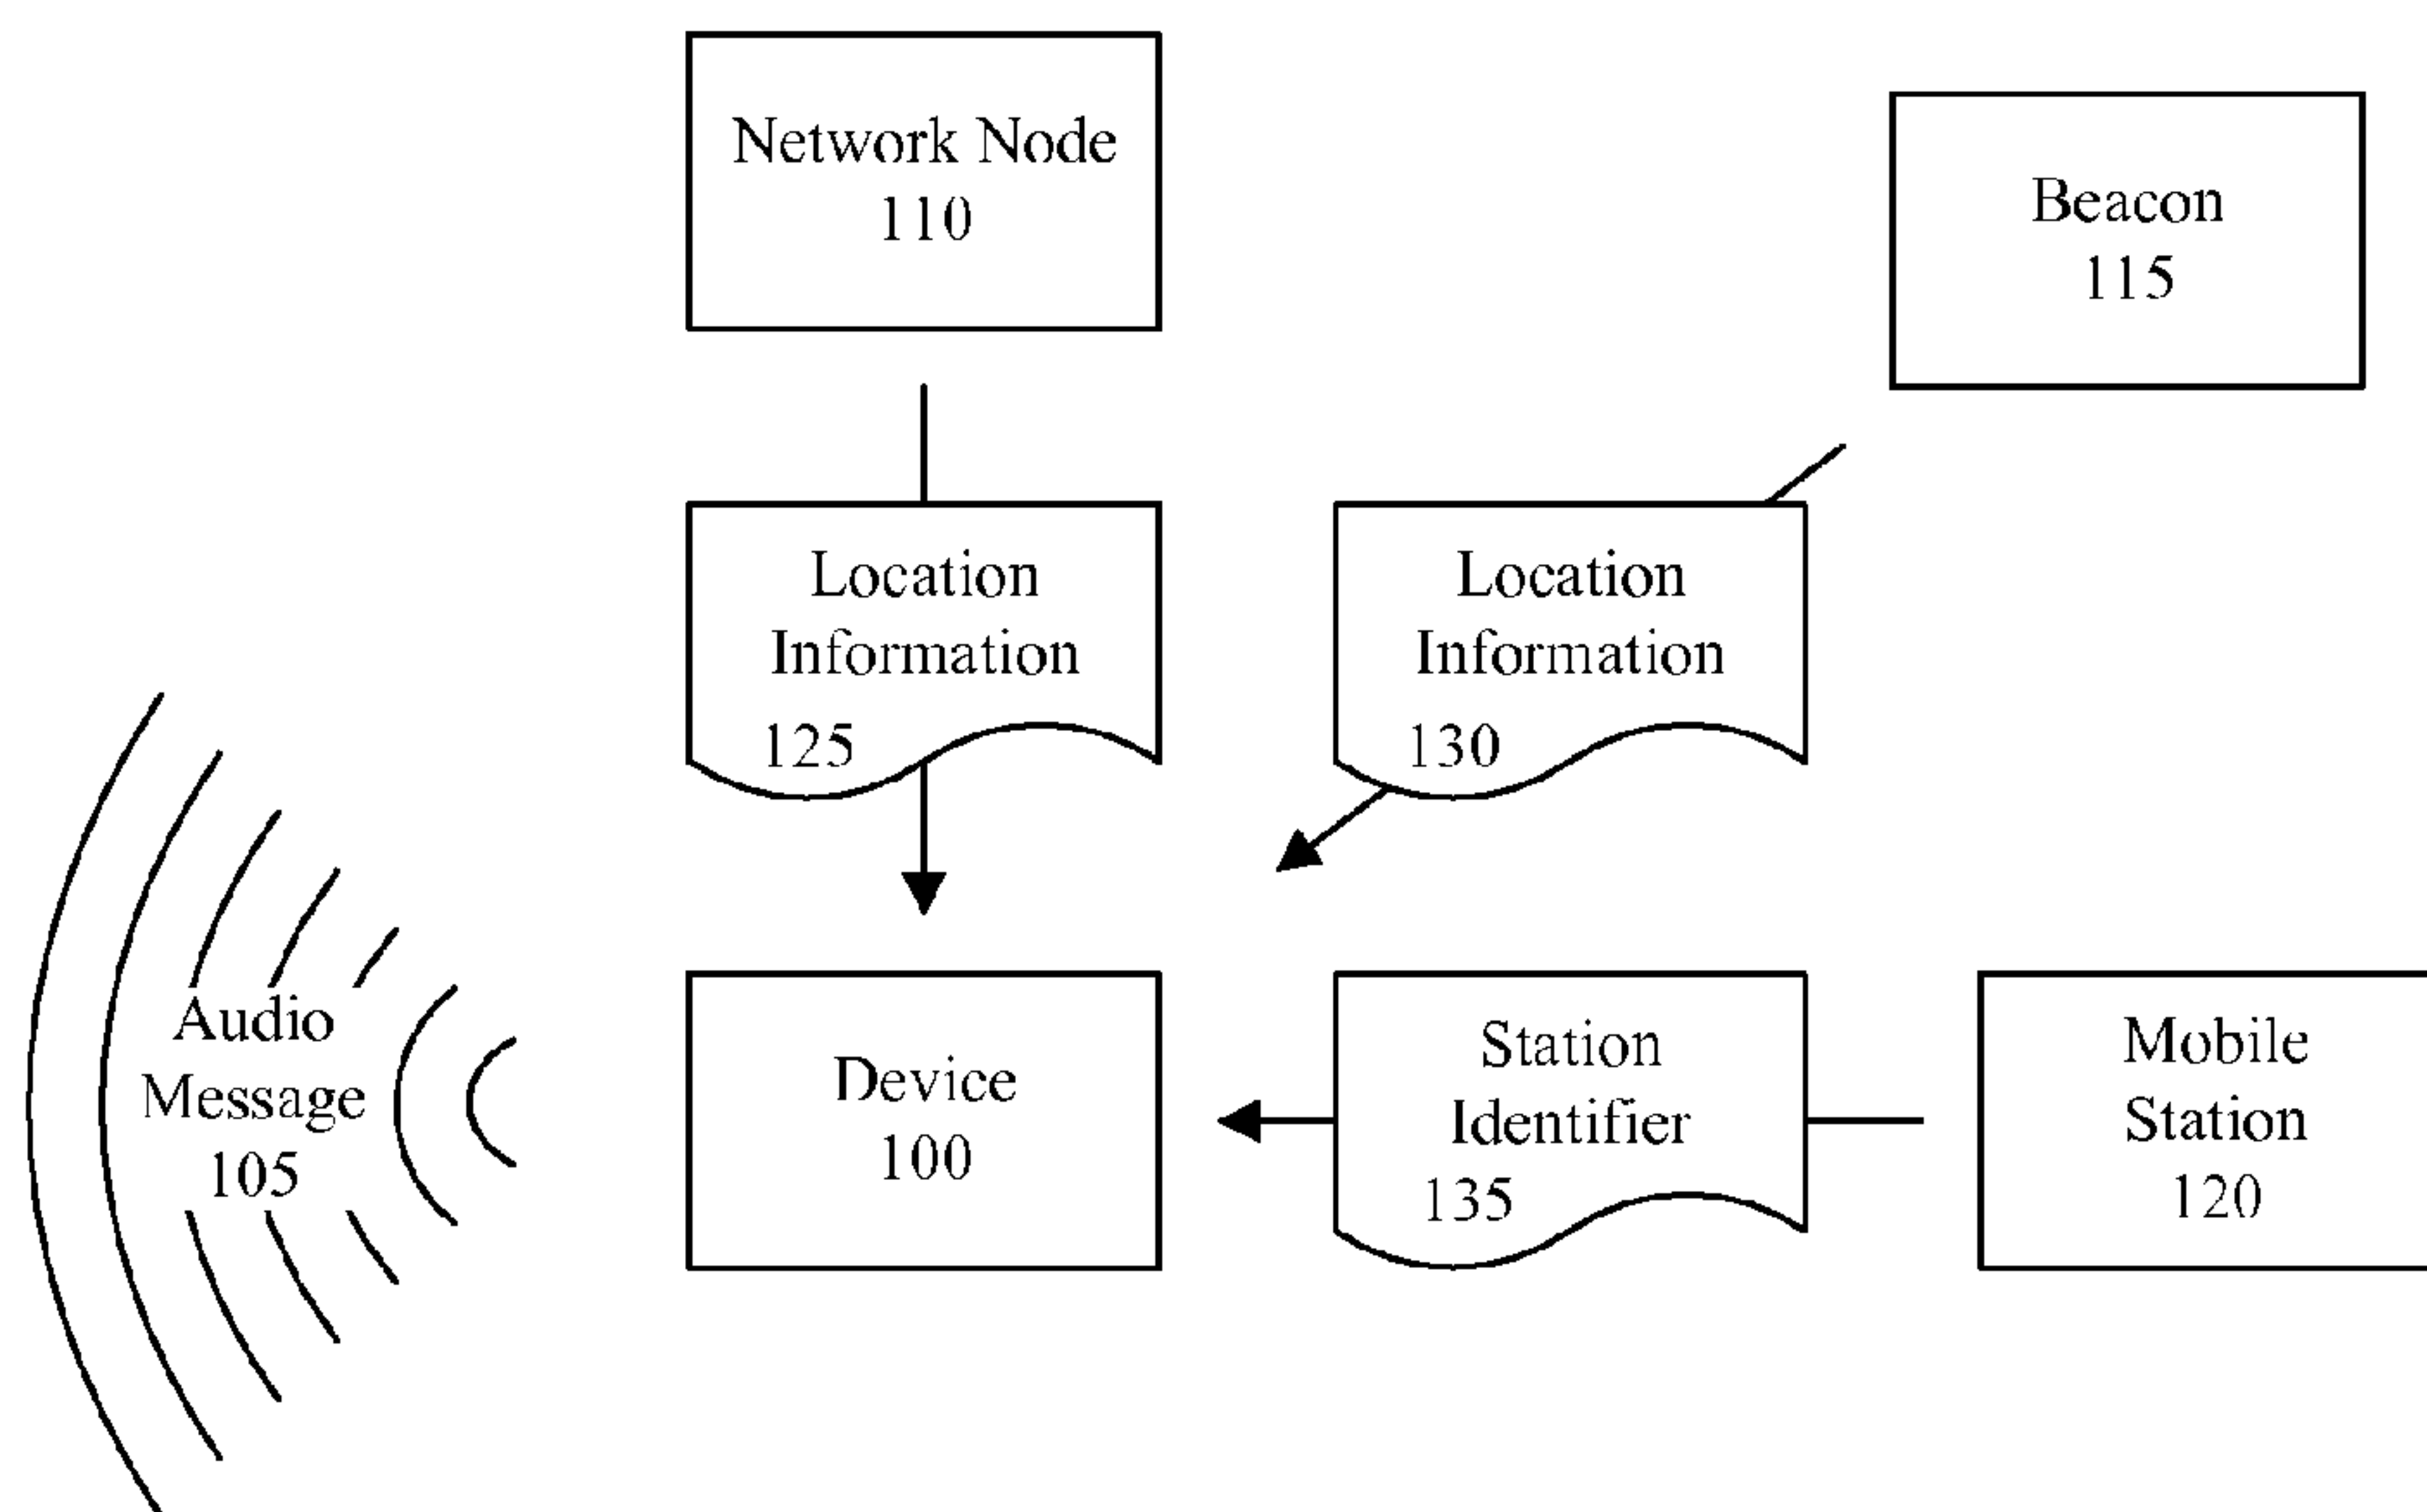 Network Node
110
Beacon
115
Location
Information
125
Location
Information
130
Audio
Message
105
Device
100
Station
Identifier
135
Mobile
Station
120